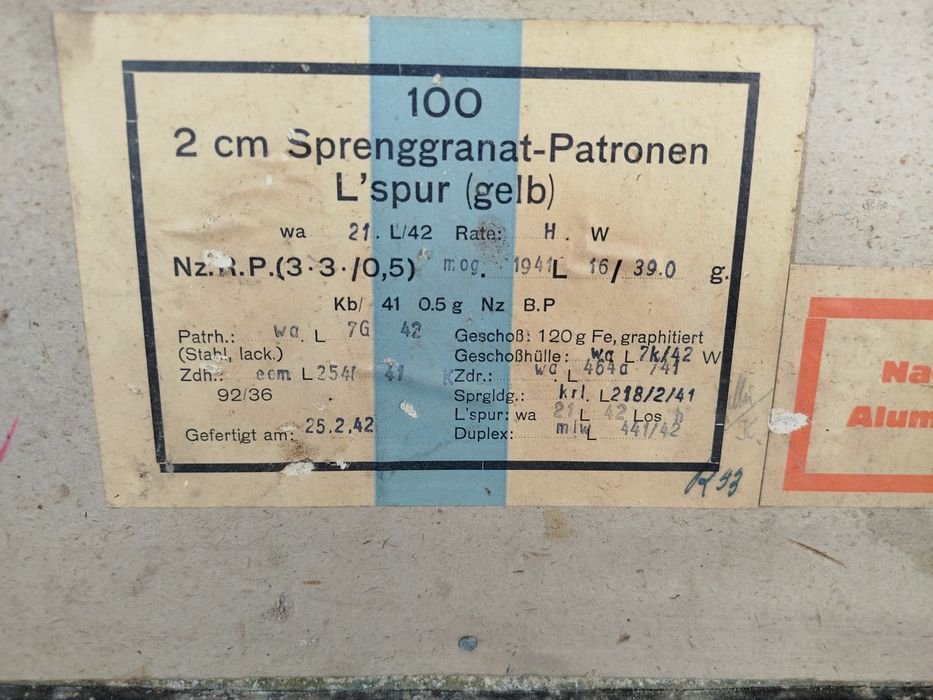 100
2 cm Sprenggranat-Patronen
L'spur (gelb)
wa 21. L/42 Rate: H. W
Nz.R.P.(3·3·/0,5) mog. 1941 L 16/39.0 g.
Kb/ 41 0.5 g Nz B.P
Patrh.: wa. L 7G 42
(Stahl, lack.)
Zdh.: eem L 254/ 41
92/36
Gefertigt am: 25.2.42
Geschoß: 120 g Fe, graphitiert
Geschoßhülle: wa L 7k/42 W
KZdr.: wa L 464a /41
Sprgldg.: krl. L218/2/41
L'spur: wa 21 L 42 Los h
Duplex: L 441/42
R 93
Na
Alum